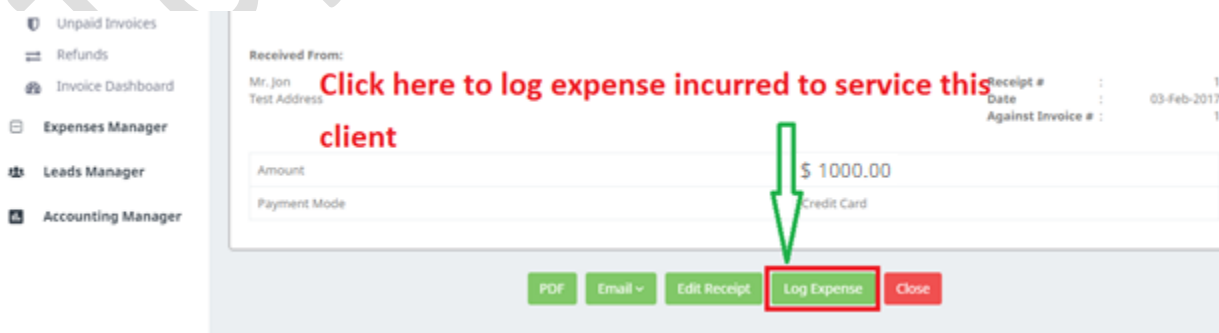 Unpaid Invoices
Refunds
Invoice Dashboard
Expenses Manager
Leads Manager
Accounting Manager
Received From:
Mr. Jon
Test Address
Click here to log expense incurred to service this
client
Receipt # : 1
Date : 03-Feb-2017
Against Invoice # : 1
Amount $ 1000.00
Payment Mode Credit Card
PDF Email Edit Receipt Log Expense Close